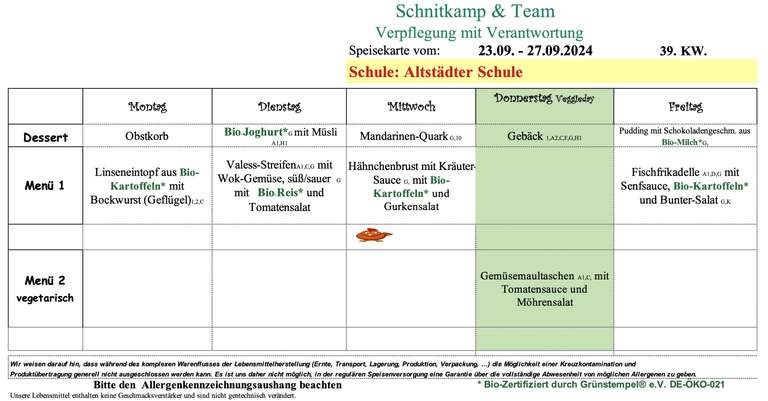 Schnitkamp & Team
Verpflegung mit Verantwortung
Speisekarte vom: 23.09. - 27.09.2024 39. KW.
Schule: Altstädter Schule
Montag Dienstag Mittwoch Donnerstag Veggieday Freitag
Dessert
Obstkorb
Bio-Joghurt*G mit Müsli
A1,H1
Mandarinen-Quark G,10
Gebäck 1,A2,C,F,G,H1
Pudding mit Schokoladengeschm. aus
Bio-Milch*G,
Menü 1
Linseneintopf aus Bio-
Kartoffeln* mit
Bockwurst (Geflügel)1,2,C
Valess-StreifenA1,C,G mit
Wok-Gemüse, süß/sauer G
mit Bio-Reis* und
Tomatensalat
Hähnchenbrust mit Kräuter-
Sauce G, mit Bio-
Kartoffeln* und
Gurkensalat
Fischfrikadelle A1,D,G mit
Senfsauce, Bio-Kartoffeln*
und Bunter-Salat G,K
Menü 2
vegetarisch
Gemüsemaultaschen A1,C, mit
Tomatensauce und
Möhrensalat
Wir weisen darauf hin, dass während des komplexen Warenflusses der Lebensmittelherstellung (Ernte, Transport, Lagerung, Produktion, Verpackung, ...) die Möglichkeit einer Kreuzkontamination und
Produktübertragung generell nicht ausgeschlossen werden kann. Es ist uns daher nicht möglich, in der regulären Speisenversorgung eine Garantie über die vollständige Abwesenheit von möglichen Allergenen zu geben.
Bitte den Allergenkennzeichnungsaushang beachten
* Bio-Zertifiziert durch Grünstempel® e.V. DE-ÖKO-021
Unsere Lebensmittel enthalten keine Geschmacksverstärker und sind nicht gentechnisch verändert.